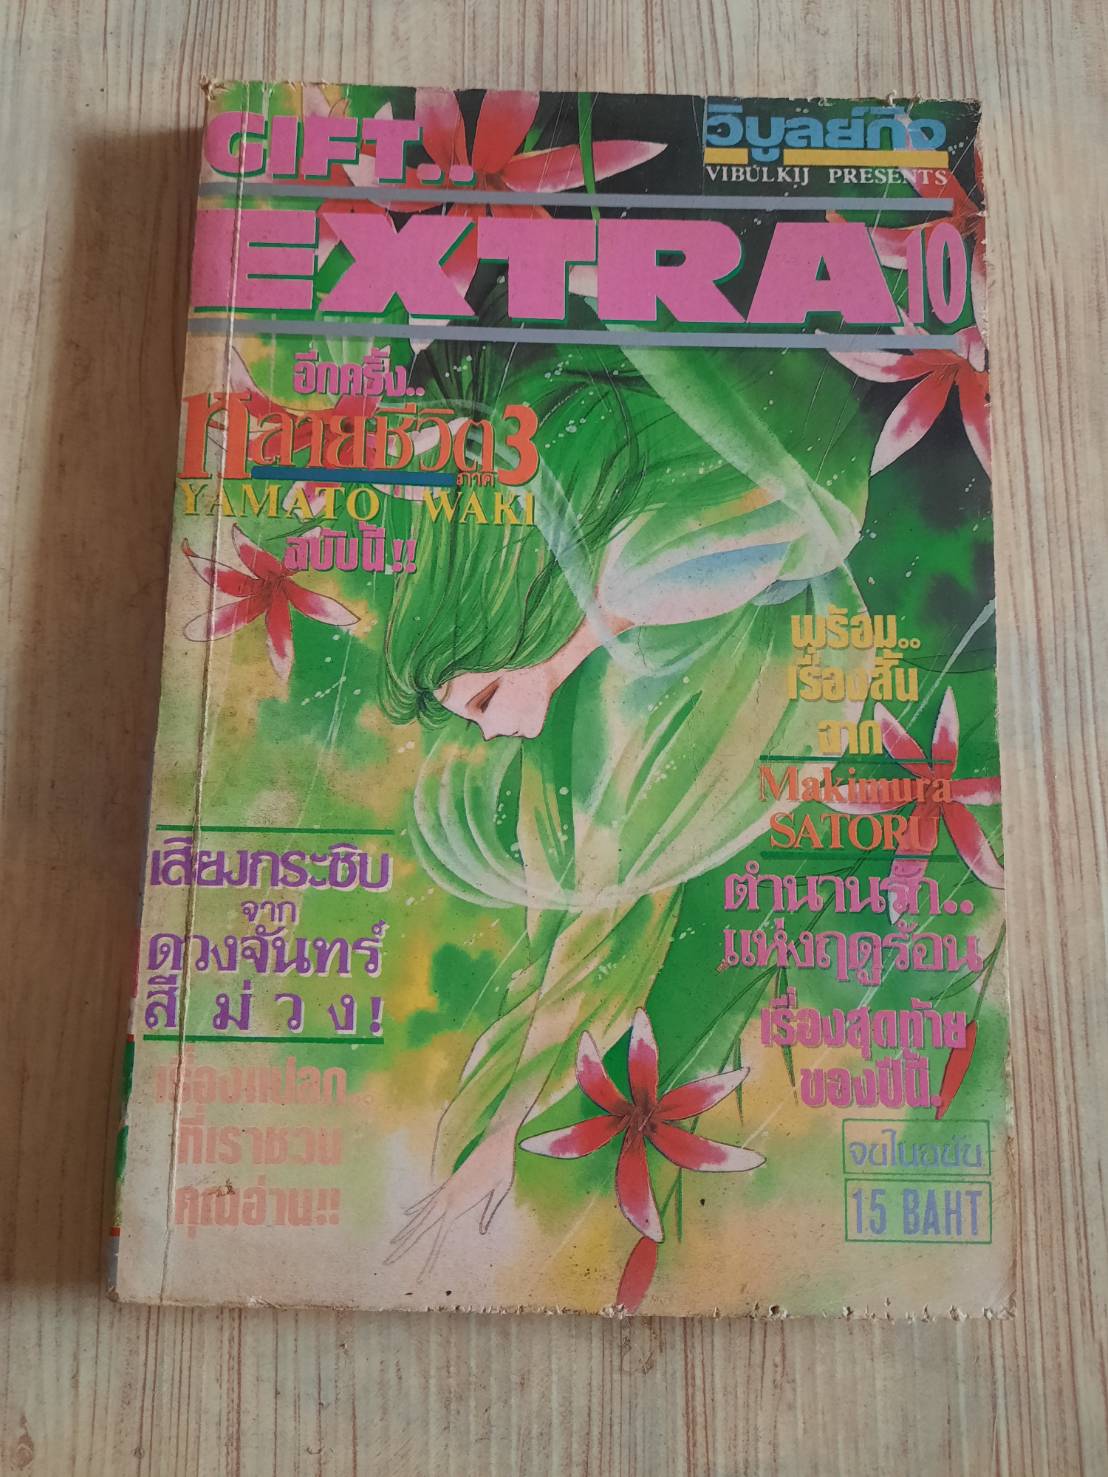 GIFT..
วิบูลย์กิจ
VIBULKIJ PRESENTS
EXTRA 10
อีกครั้ง..
หลายชีวิต ภาค 3
YAMATO WAKI
ฉบับนี้!!
พร้อม..
เรื่องสั้น
จาก
Makimura
SATORU
ตำนานรัก..
แห่งฤดูร้อน
เรื่องสุดท้าย
ของปีนี้.
เสียงกระซิบ
จาก
ดวงจันทร์
สีม่วง!
เรื่องแปลก..
ที่เราชวน
คุณอ่าน!!
จบในฉบับ
15 BAHT